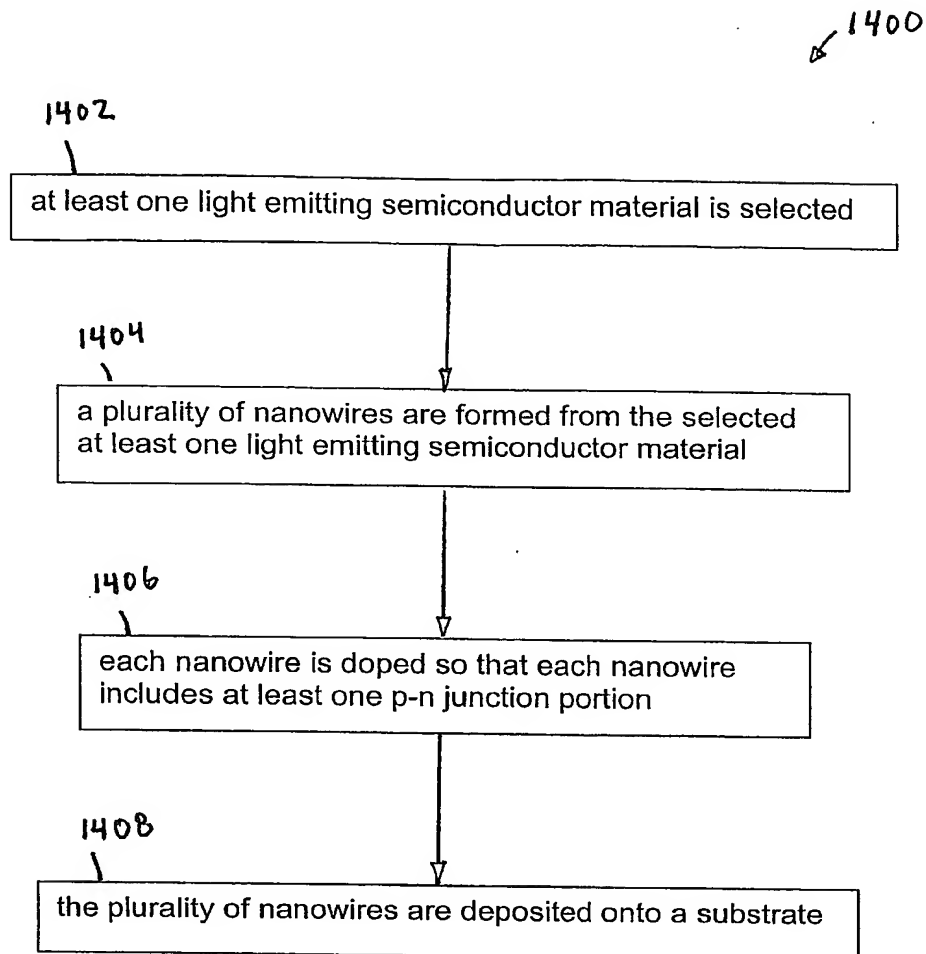 1400
1402
at least one light emitting semiconductor material is selected
1404
a plurality of nanowires are formed from the selected
at least one light emitting semiconductor material
1406
each nanowire is doped so that each nanowire
includes at least one p-n junction portion
1408
the plurality of nanowires are deposited onto a substrate